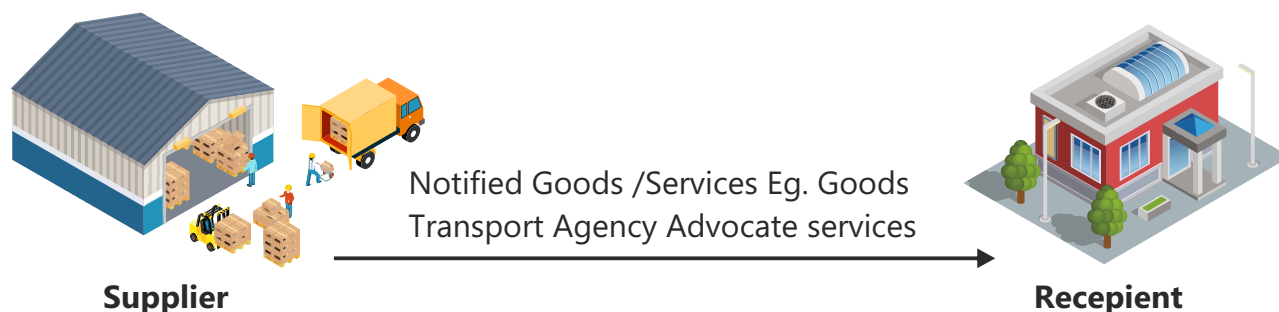 Notified Goods /Services Eg. Goods
Transport Agency Advocate services
Supplier
Recepient